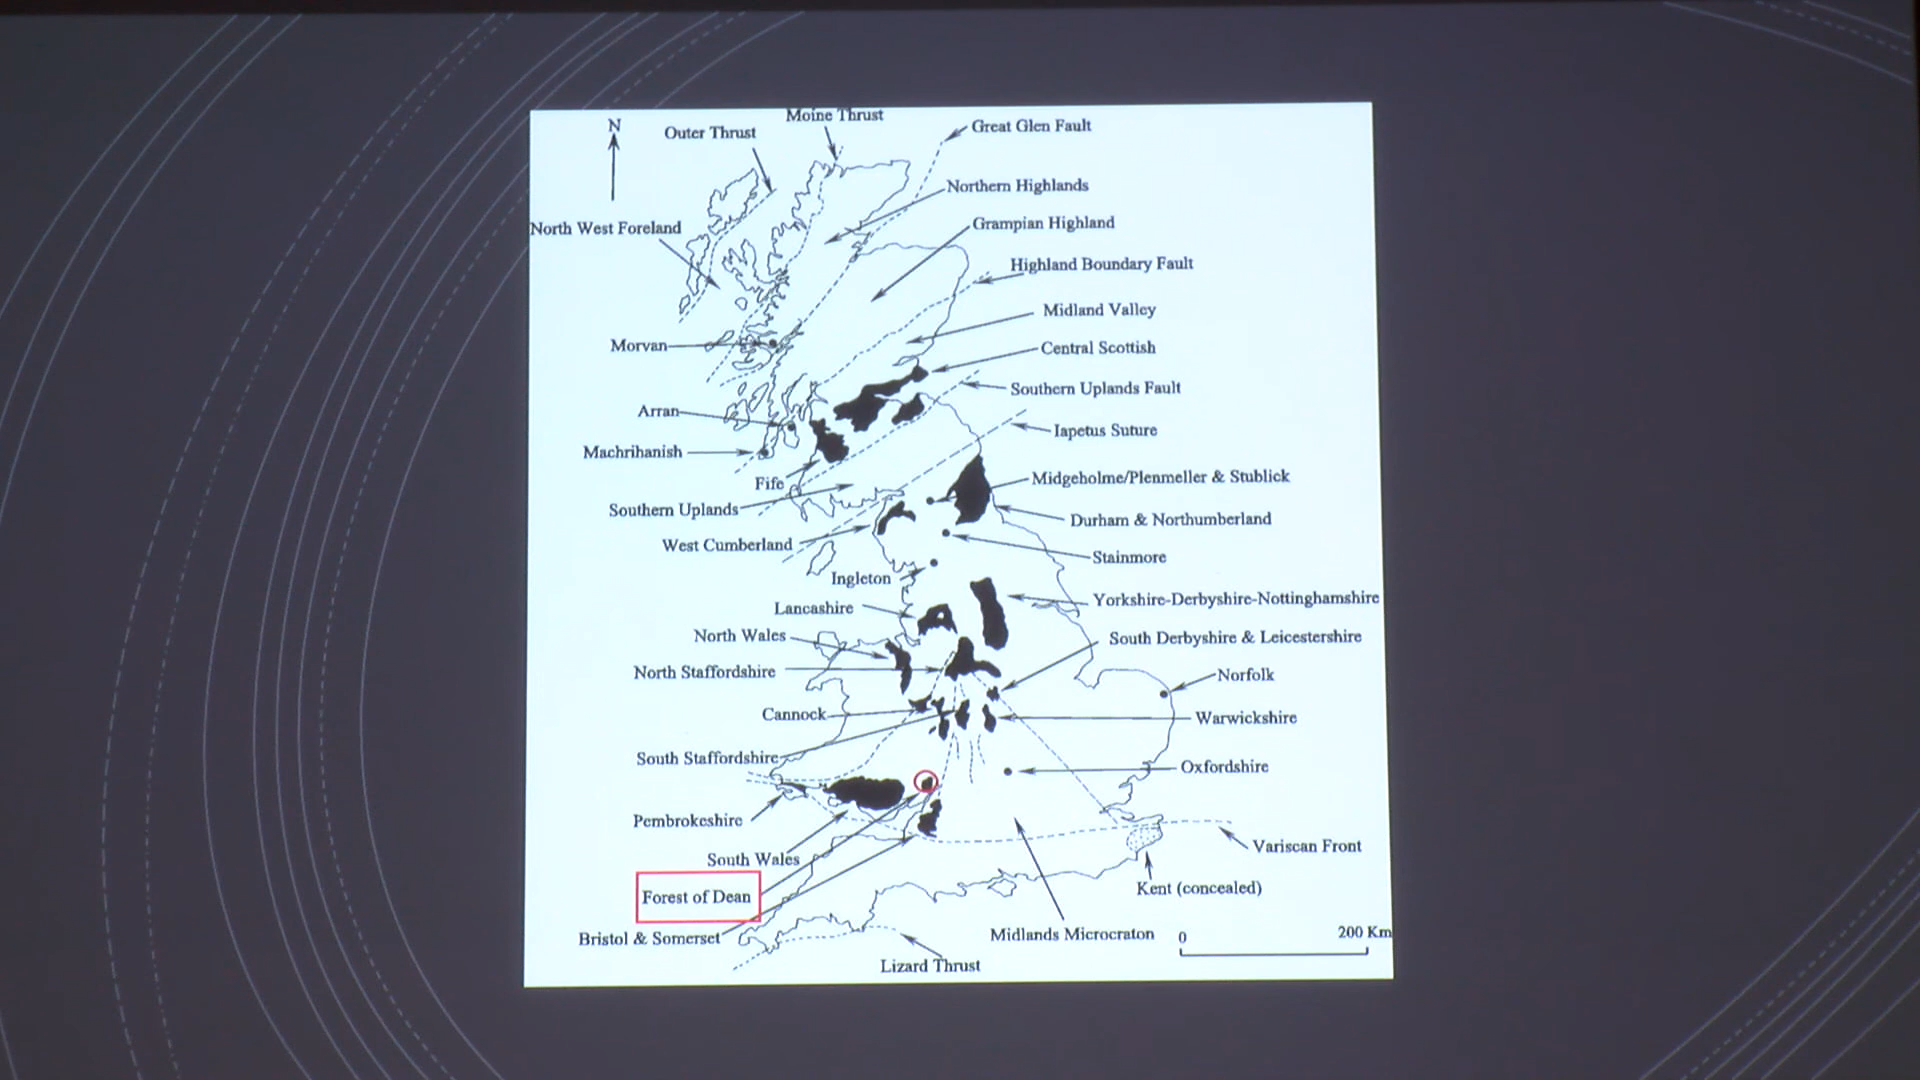 Moine Thrust
N
Outer Thrust
Great Glen Fault
Northern Highlands
North West Foreland
Grampian Highland
Highland Boundary Fault
Midland Valley
Morvan
Central Scottish
Southern Uplands Fault
Arran
Iapetus Suture
Machrihanish
Midgeholme/Plenmeller & Stublick
Fife
Southern Uplands
Durham & Northumberland
West Cumberland
Stainmore
Ingleton
Yorkshire-Derbyshire-Nottinghamshire
Lancashire
North Wales
South Derbyshire & Leicestershire
North Staffordshire
Norfolk
Cannock
Warwickshire
South Staffordshire
Oxfordshire
Pembrokeshire
Variscan Front
South Wales
Kent (concealed)
Forest of Dean
Bristol & Somerset
Midlands Microcraton
0
200 Km
Lizard Thrust